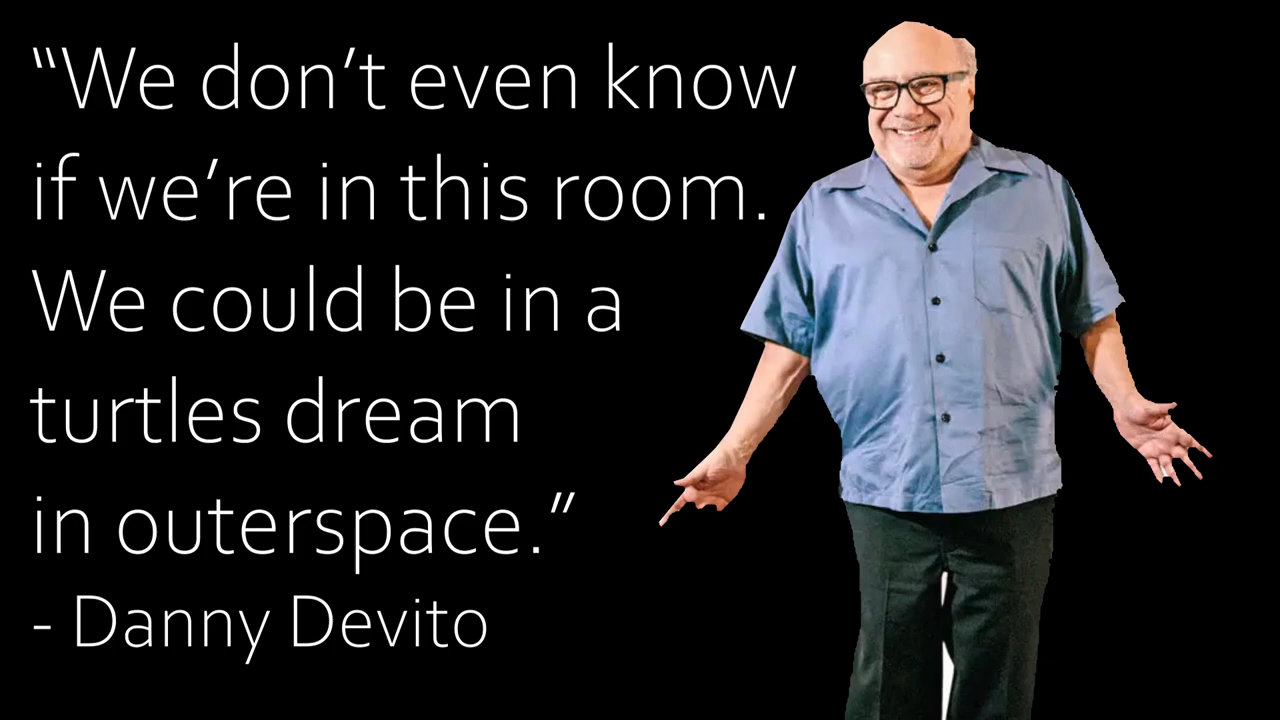 “We don’t even know
if we’re in this room.
We could be in a
turtles dream
in outerspace.”
- Danny Devito